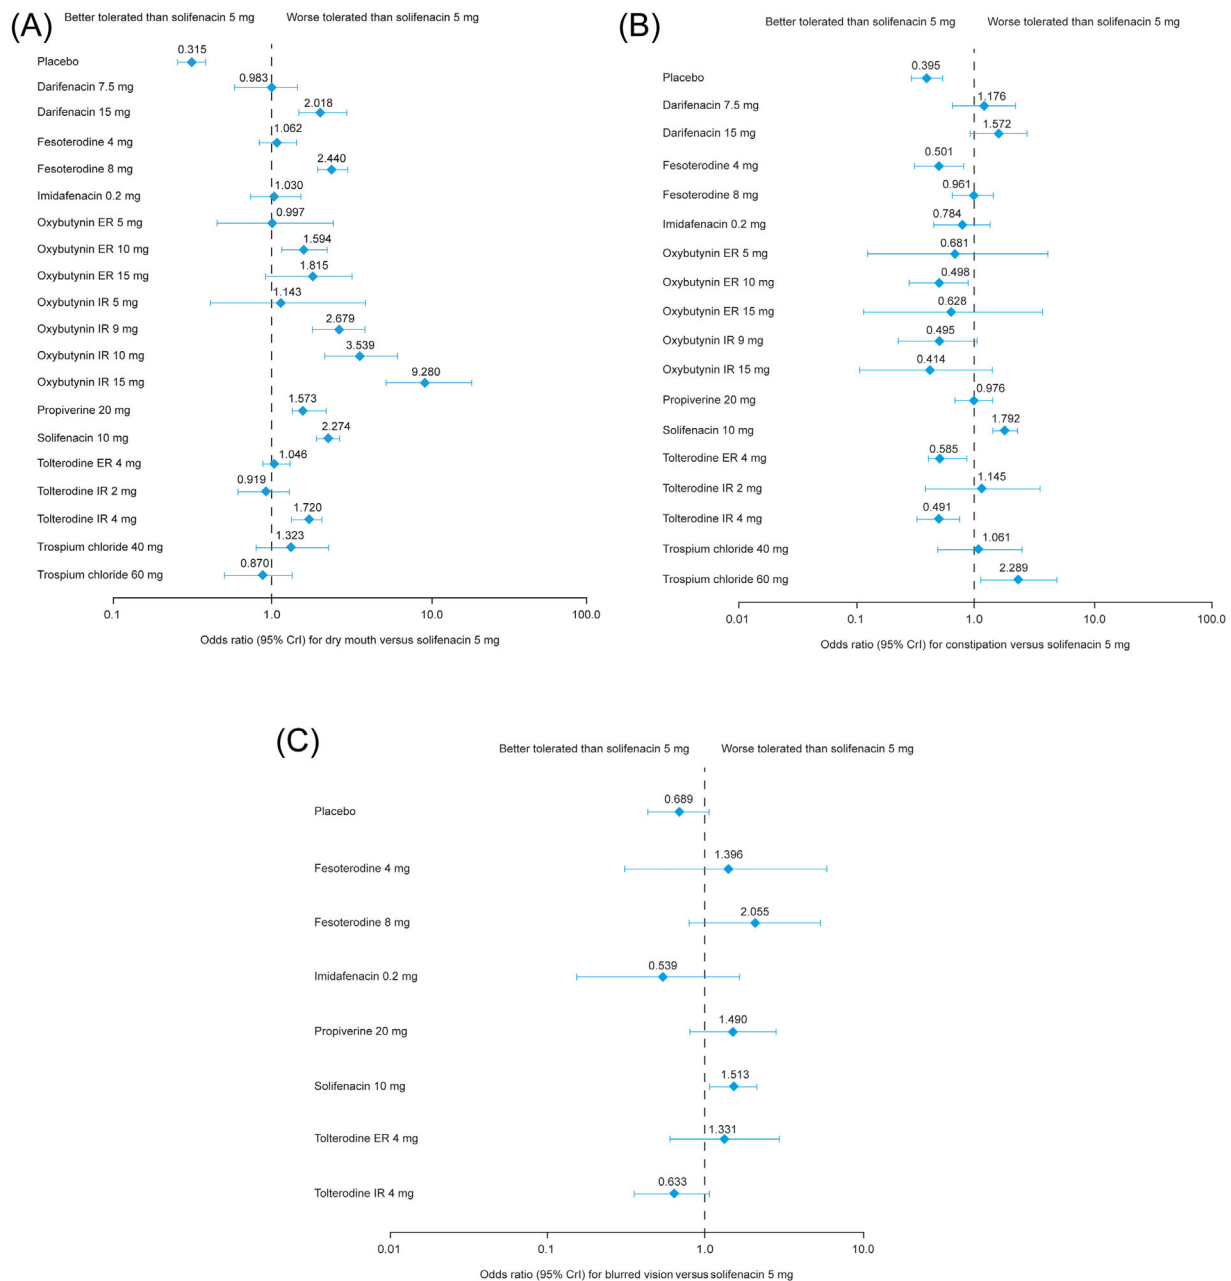 (A)
Better tolerated than solifenacin 5 mg Worse tolerated than solifenacin 5 mg
Placebo 0.315
Darifenacin 7.5 mg 0.983
Darifenacin 15 mg 2.018
Fesoterodine 4 mg 1.062
Fesoterodine 8 mg 2.440
Imidafenacin 0.2 mg 1.030
Oxybutynin ER 5 mg 0.997
Oxybutynin ER 10 mg 1.594
Oxybutynin ER 15 mg 1.815
Oxybutynin IR 5 mg 1.143
Oxybutynin IR 9 mg 2.679
Oxybutynin IR 10 mg 3.539
Oxybutynin IR 15 mg 9.280
Propiverine 20 mg 1.573
Solifenacin 10 mg 2.274
Tolterodine ER 4 mg 1.046
Tolterodine IR 2 mg 0.919
Tolterodine IR 4 mg 1.720
Trospium chloride 40 mg 1.323
Trospium chloride 60 mg 0.870
0.1 1.0 10.0 100.0
Odds ratio (95% CrI) for dry mouth versus solifenacin 5 mg
(B)
Better tolerated than solifenacin 5 mg Worse tolerated than solifenacin 5 mg
Placebo 0.395
Darifenacin 7.5 mg 1.176
Darifenacin 15 mg 1.572
Fesoterodine 4 mg 0.501
Fesoterodine 8 mg 0.961
Imidafenacin 0.2 mg 0.784
Oxybutynin ER 5 mg 0.681
Oxybutynin ER 10 mg 0.498
Oxybutynin ER 15 mg 0.628
Oxybutynin IR 9 mg 0.495
Oxybutynin IR 15 mg 0.414
Propiverine 20 mg 0.976
Solifenacin 10 mg 1.792
Tolterodine ER 4 mg 0.585
Tolterodine IR 2 mg 1.145
Tolterodine IR 4 mg 0.491
Trospium chloride 40 mg 1.061
Trospium chloride 60 mg 2.289
0.01 0.1 1.0 10.0 100.0
Odds ratio (95% CrI) for constipation versus solifenacin 5 mg
(C)
Better tolerated than solifenacin 5 mg Worse tolerated than solifenacin 5 mg
Placebo 0.689
Fesoterodine 4 mg 1.396
Fesoterodine 8 mg 2.055
Imidafenacin 0.2 mg 0.539
Propiverine 20 mg 1.490
Solifenacin 10 mg 1.513
Tolterodine ER 4 mg 1.331
Tolterodine IR 4 mg 0.633
0.01 0.1 1.0 10.0
Odds ratio (95% CrI) for blurred vision versus solifenacin 5 mg